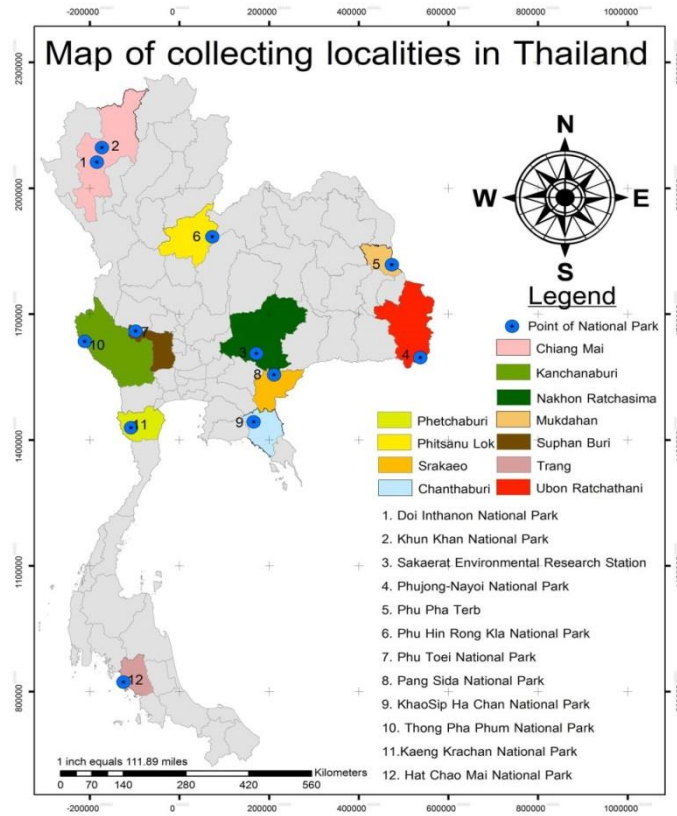 -200000 0 200000 400000 600000 800000 1000000
Map of collecting localities in Thailand
2300000
2000000
1700000
1400000
1100000
800000
N
W E
S
1
2
6
5
7
10
3
4
8
9
11
12
Legend
Point of National Park
Chiang Mai
Kanchanaburi
Nakhon Ratchasima
Phetchaburi Mukdahan
Phitsanu Lok Suphan Buri
Srakaeo Trang
Chanthaburi Ubon Ratchathani
1. Doi Inthanon National Park
2. Khun Khan National Park
3. Sakaerat Environmental Research Station
4. Phujong-Nayoi National Park
5. Phu Pha Terb
6. Phu Hin Rong Kla National Park
7. Phu Toei National Park
8. Pang Sida National Park
9. KhaoSip Ha Chan National Park
10. Thong Pha Phum National Park
11.Kaeng Krachan National Park
12. Hat Chao Mai National Park
1 inch equals 111.89 miles
Kilometers
0 70 140 280 420 560
-200000 0 200000 400000 600000 800000 1000000